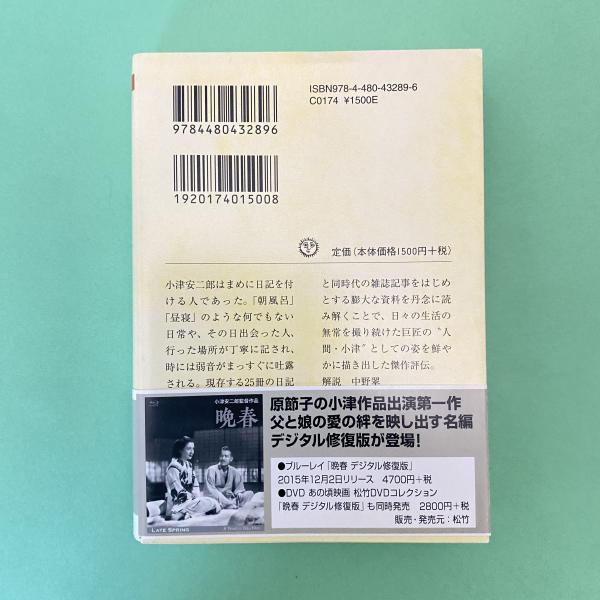 ISBN978-4-480-43289-6
C0174 ¥1500E
9784480432896
1920174015008
定価(本体価格1500円+税)
小津安二郎はまめに日記を付
ける人であった。「朝風呂」
「昼寝」のような何でもない
日常や、その日出会った人、
行った場所が丁寧に記され、
時には弱音がまっすぐに吐露
される。現存する25冊の日記
と同時代の雑誌記事をはじめ
とする膨大な資料を丹念に読
み解くことで、日々の生活の
無常を撮り続けた巨匠の〝人
間・小津〟としての姿を鮮や
かに描き出した傑作評伝。
解説 中野翠
小津安二郎監督作品
晩春
LATE SPRING
原節子の小津作品出演第一作
父と娘の愛の絆を映し出す名編
デジタル修復版が登場!
●ブルーレイ「晩春 デジタル修復版」
2015年12月2日リリース 4700円+税
●DVD あの頃映画 松竹DVDコレクション
「晩春 デジタル修復版」も同時発売 2800円+税
販売・発売元:松竹